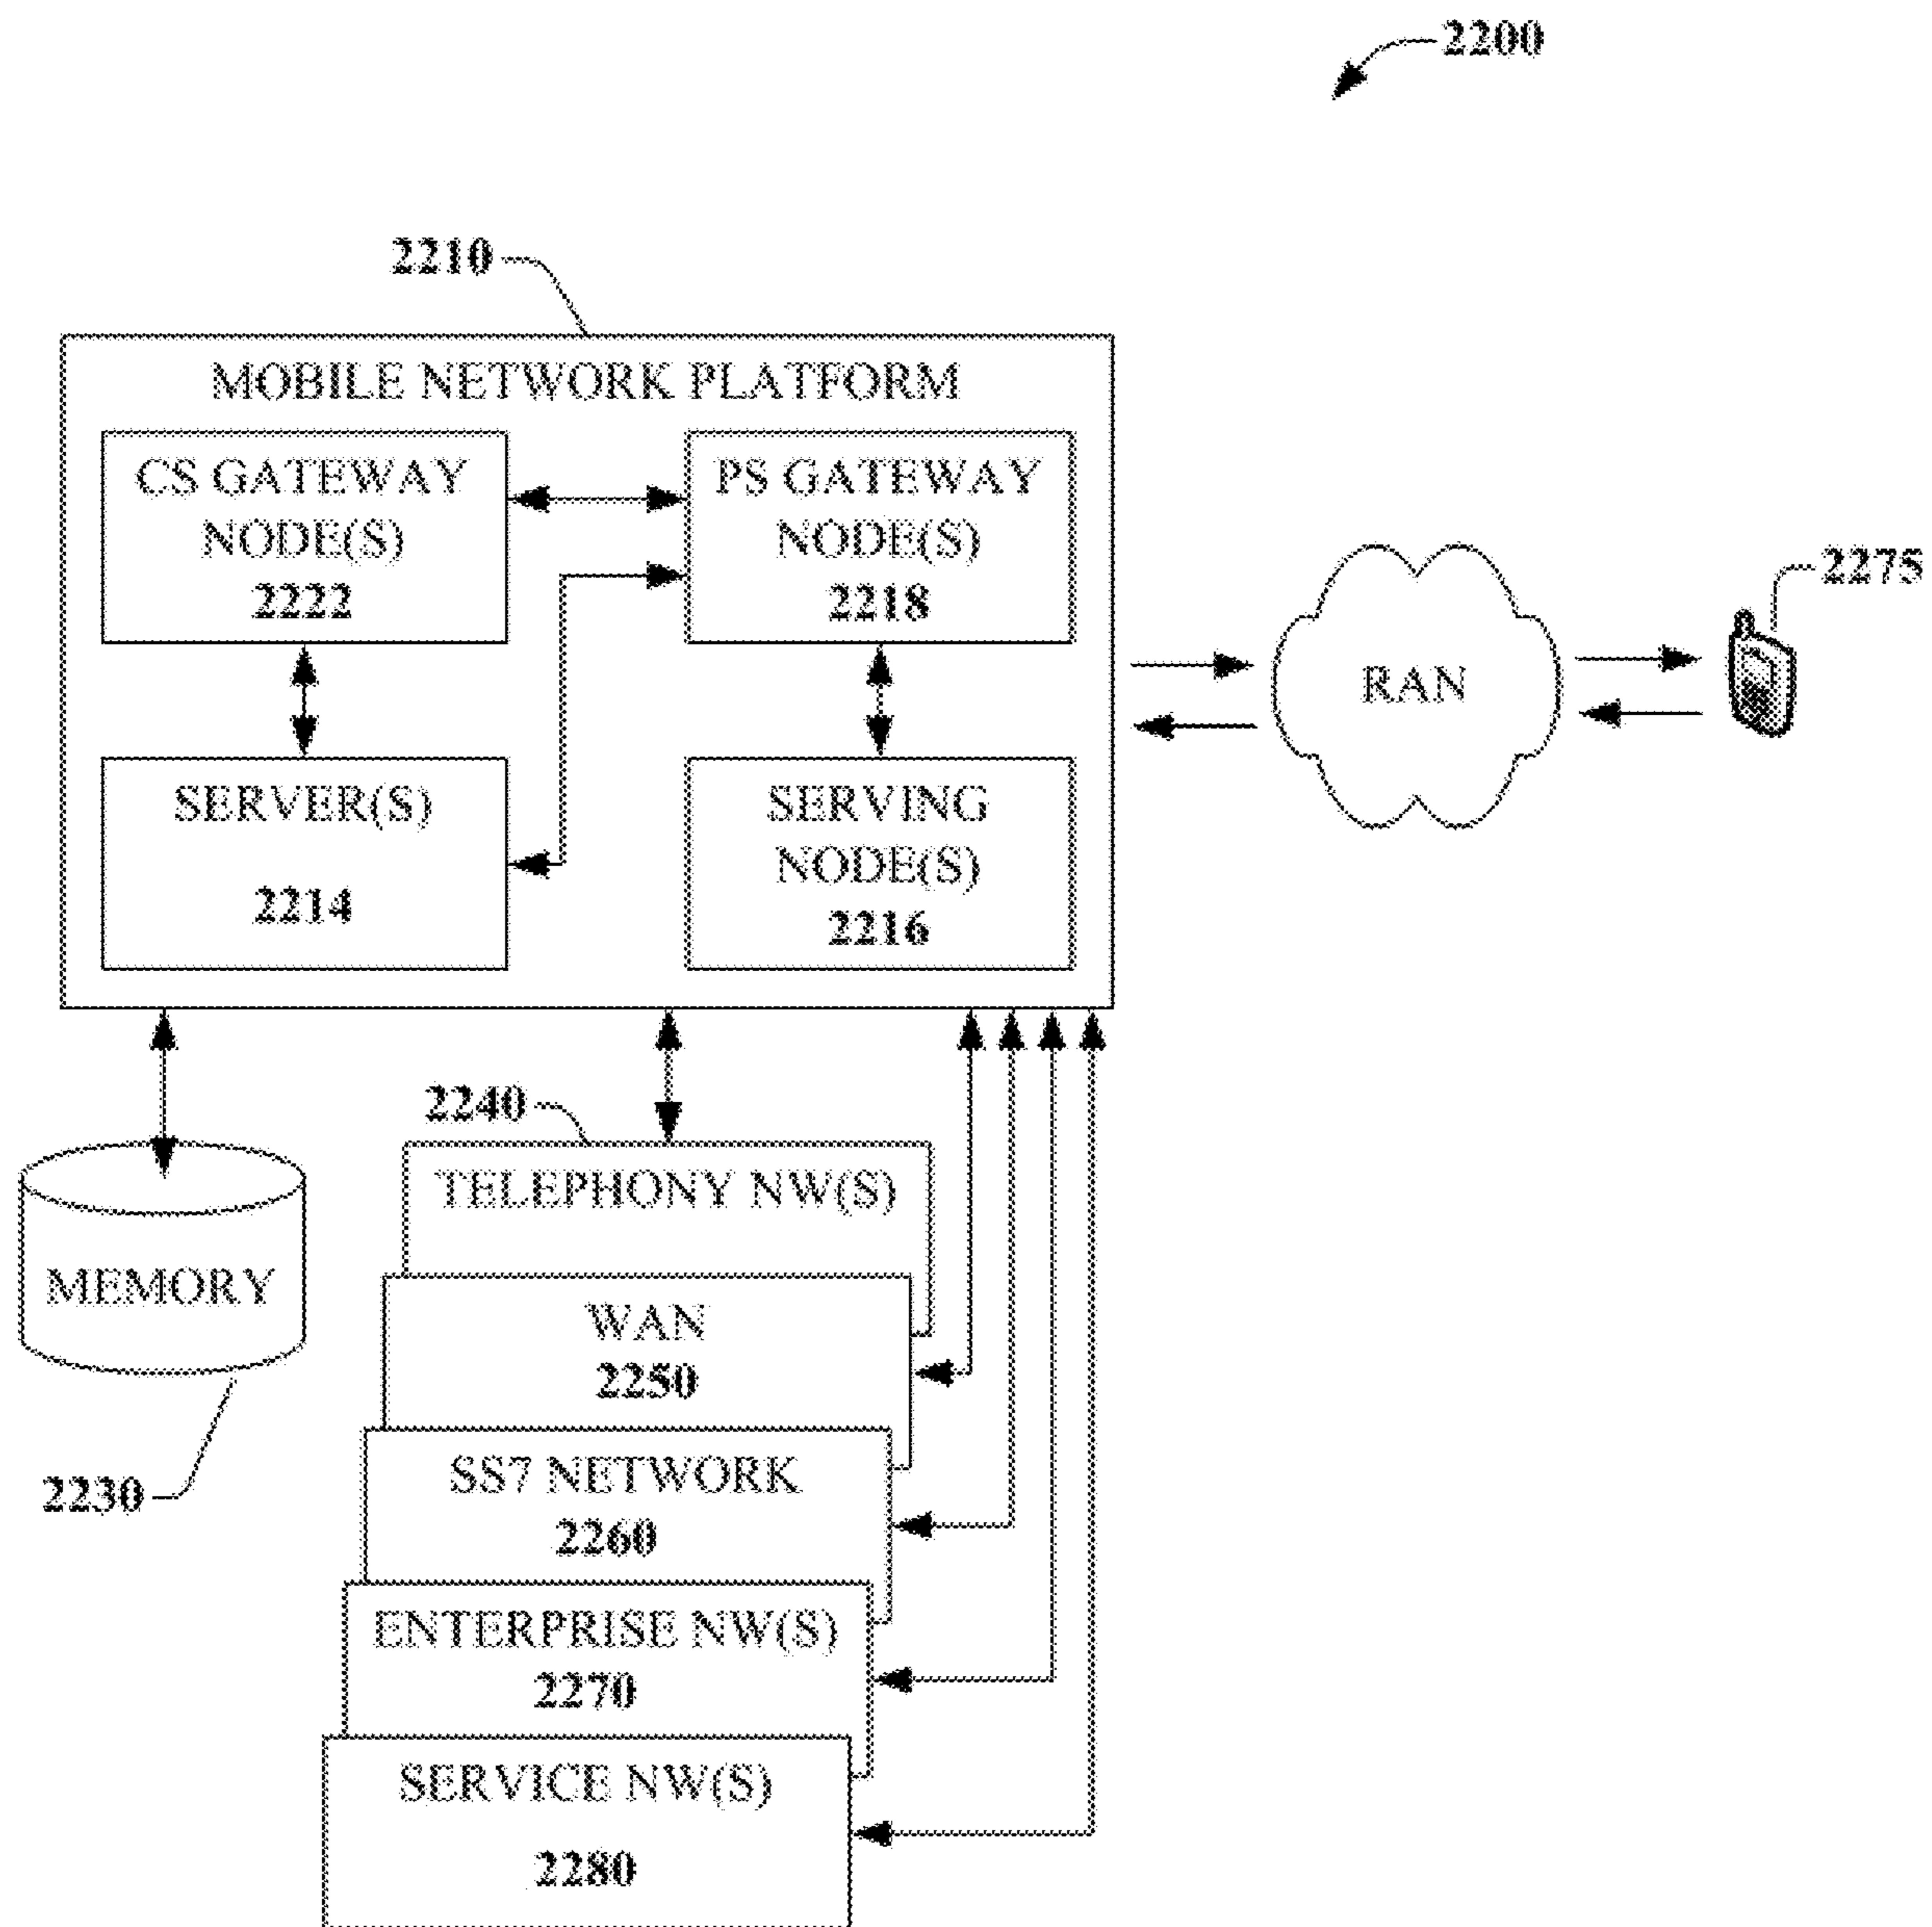 2200
2210
MOBILE NETWORK PLATFORM
CS GATEWAY
NODE(S)
2222
PS GATEWAY
NODE(S)
2218
SERVER(S)
2214
SERVING
NODE(S)
2216
RAN
2275
2240
TELEPHONY NW(S)
MEMORY
2230
WAN
2250
SS7 NETWORK
2260
ENTERPRISE NW(S)
2270
SERVICE NW(S)
2280